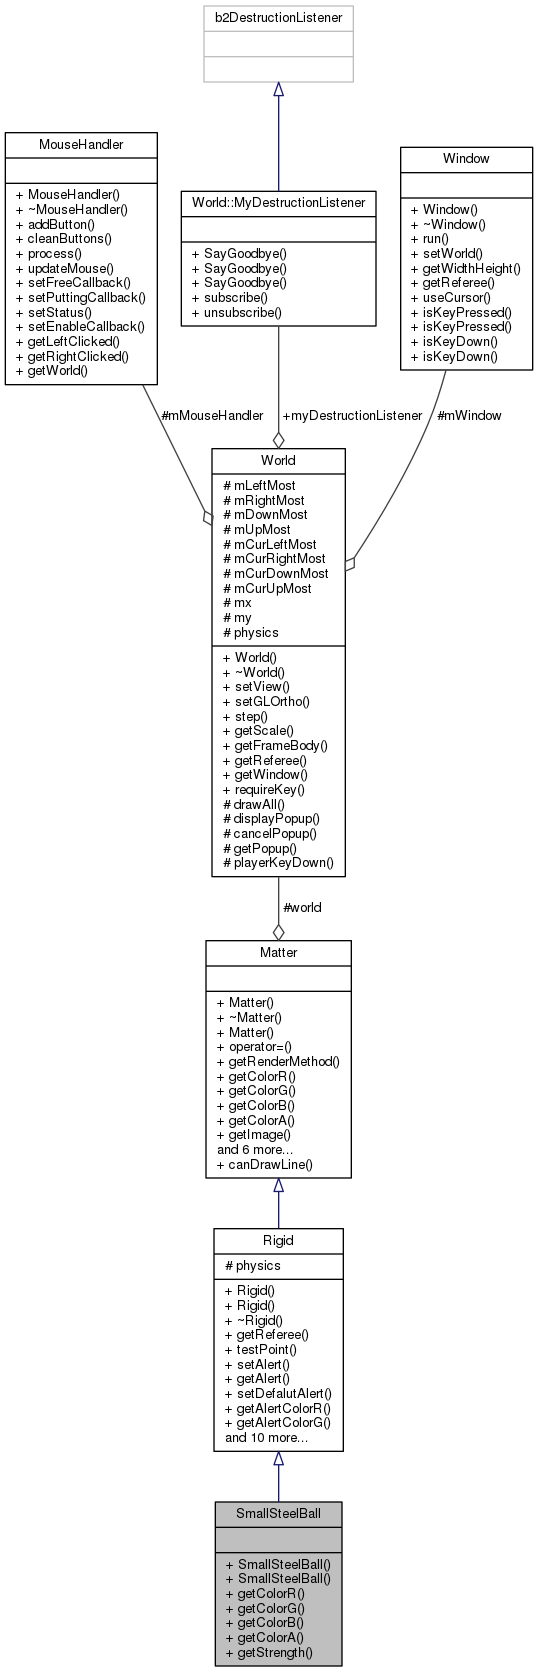 b2DestructionListener
MouseHandler
+ MouseHandler()
+ ~MouseHandler()
+ addButton()
+ cleanButtons()
+ process()
+ updateMouse()
+ setFreeCallback()
+ setPuttingCallback()
+ setStatus()
+ setEnableCallback()
+ getLeftClicked()
+ getRightClicked()
+ getWorld()
World::MyDestructionListener
+ SayGoodbye()
+ SayGoodbye()
+ SayGoodbye()
+ subscribe()
+ unsubscribe()
Window
+ Window()
+ ~Window()
+ run()
+ setWorld()
+ getWidthHeight()
+ getReferee()
+ useCursor()
+ isKeyPressed()
+ isKeyPressed()
+ isKeyDown()
+ isKeyDown()
#mMouseHandler
+myDestructionListener
#mWindow
World
# mLeftMost
# mRightMost
# mDownMost
# mUpMost
# mCurLeftMost
# mCurRightMost
# mCurDownMost
# mCurUpMost
# mx
# my
# physics
+ World()
+ ~World()
+ setView()
+ setGLOrtho()
+ step()
+ getScale()
+ getFrameBody()
+ getReferee()
+ getWindow()
+ requireKey()
# drawAll()
# displayPopup()
# cancelPopup()
# getPopup()
# playerKeyDown()
#world
Matter
+ Matter()
+ ~Matter()
+ Matter()
+ operator=()
+ getRenderMethod()
+ getColorR()
+ getColorG()
+ getColorB()
+ getColorA()
+ getImage()
and 6 more...
+ canDrawLine()
Rigid
# physics
+ Rigid()
+ Rigid()
+ ~Rigid()
+ getReferee()
+ testPoint()
+ setAlert()
+ getAlert()
+ setDefalutAlert()
+ getAlertColorR()
+ getAlertColorG()
and 10 more...
SmallSteelBall
+ SmallSteelBall()
+ SmallSteelBall()
+ getColorR()
+ getColorG()
+ getColorB()
+ getColorA()
+ getStrength()